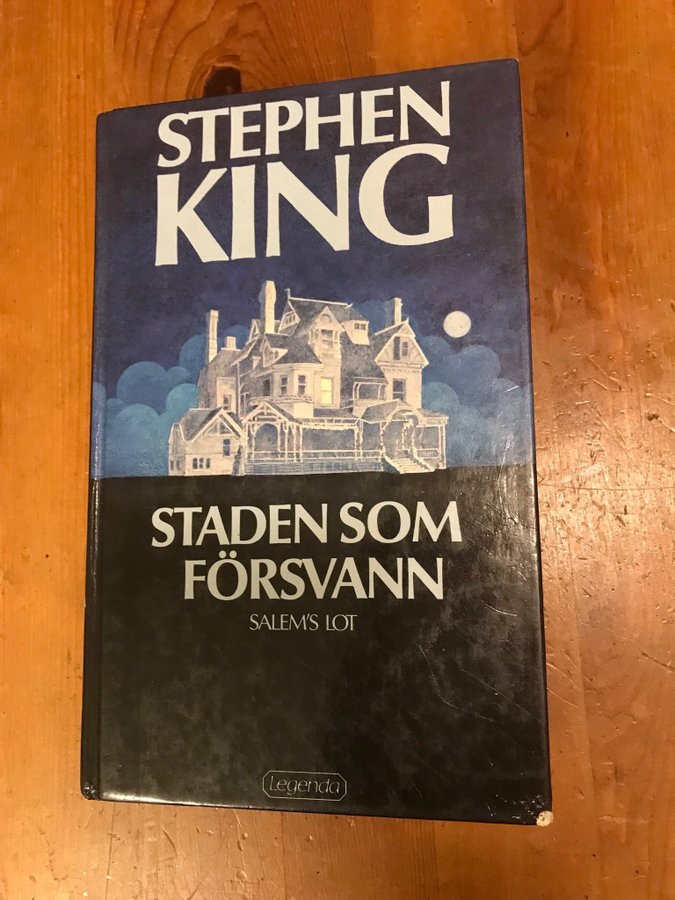 STEPHEN
KING
STADEN SOM
FÖRSVANN
SALEM'S LOT
Legenda